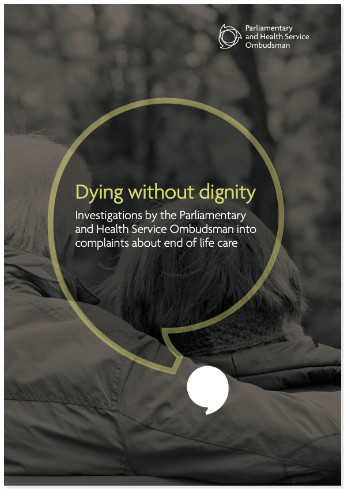 Parliamentary
and Health Service
Ombudsman
Dying without dignity
Investigations by the Parliamentary
and Health Service Ombudsman into
complaints about end of life care